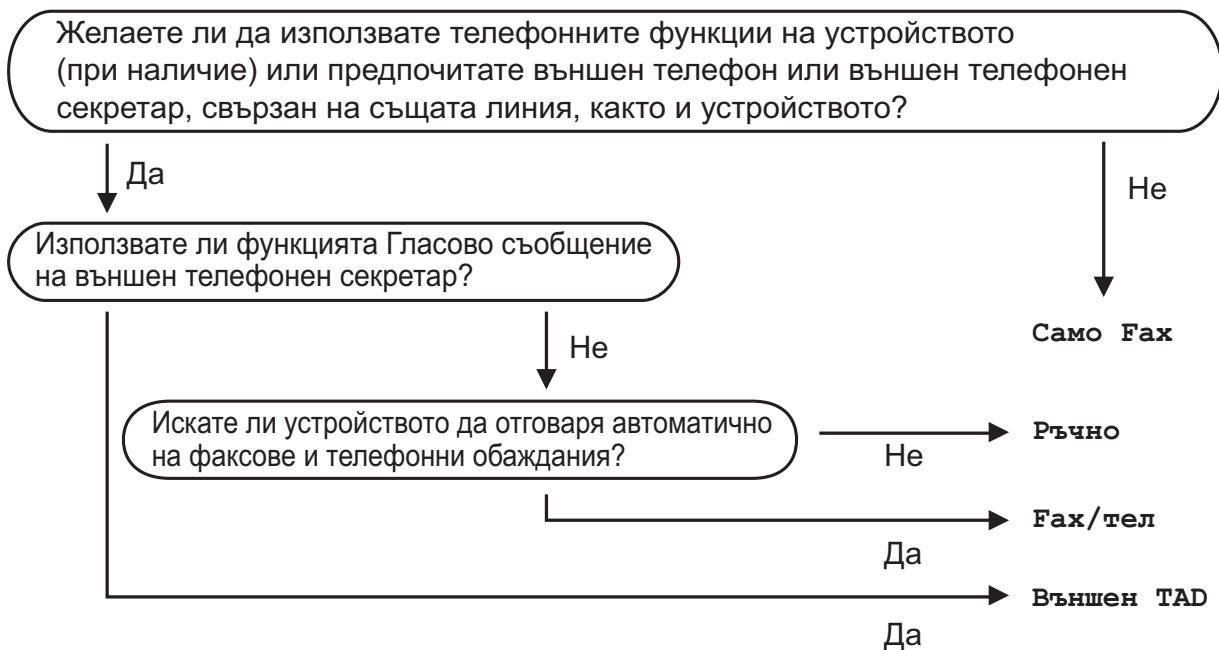 Желаете ли да използвате телефонните функции на устройството
(при наличие) или предпочитате външен телефон или външен телефонен
секретар, свързан на същата линия, както и устройството?
Да
Не
Използвате ли функцията Гласово съобщение
на външен телефонен секретар?
Не
Само Fax
Искате ли устройството да отговаря автоматично
на факсове и телефонни обаждания?
Не
Ръчно
Да
Fax/тел
Да
Външен TAD